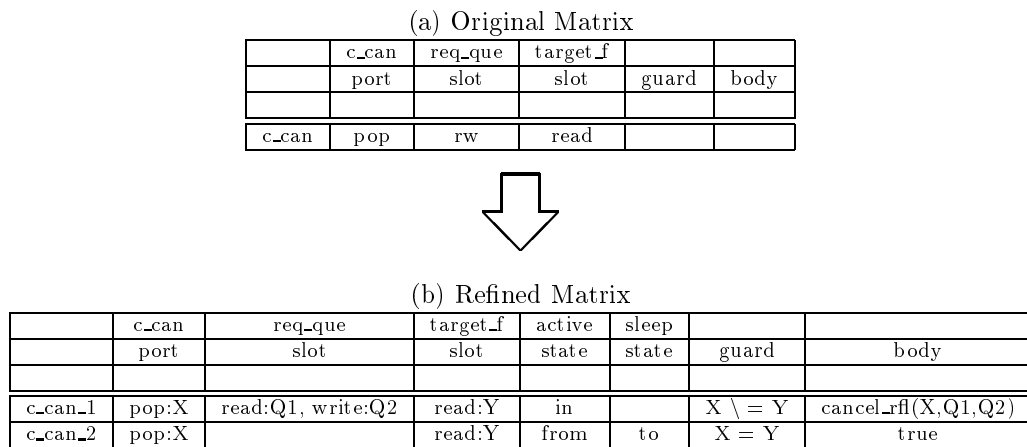 (a) Original Matrix
c_can req_que target_f
port slot slot guard body
c_can pop rw read
(b) Refined Matrix
c_can req_que target_f active sleep
port slot slot state state guard body
c_can_1 pop:X read:Q1, write:Q2 read:Y in X \ = Y cancel_rfl(X,Q1,Q2)
c_can_2 pop:X read:Y from to X = Y true